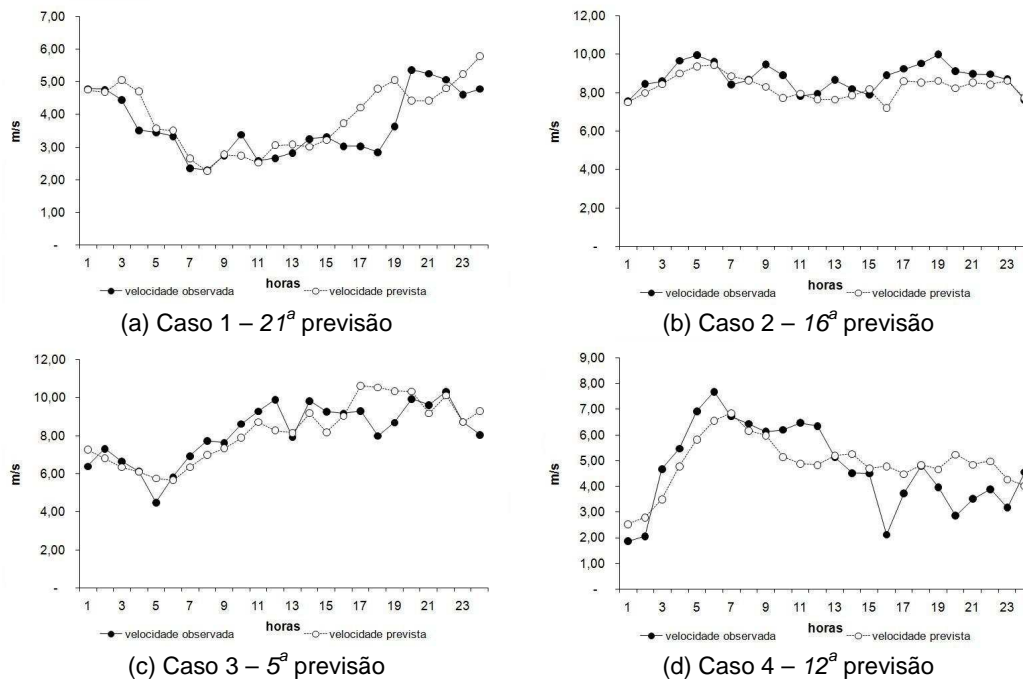 7,00
6,00
5,00
4,00
3,00
2,00
1,00
-
m/s
1 3 5 7 9 11 13 15 17 19 21 23
horas
velocidade observada velocidade prevista
(a) Caso 1 – 21ª previsão
12,00
10,00
8,00
6,00
4,00
2,00
-
m/s
1 3 5 7 9 11 13 15 17 19 21 23
horas
velocidade observada velocidade prevista
(b) Caso 2 – 16ª previsão
12,00
10,00
8,00
6,00
4,00
2,00
-
m/s
1 3 5 7 9 11 13 15 17 19 21 23
horas
velocidade observada velocidade prevista
(c) Caso 3 – 5ª previsão
9,00
8,00
7,00
6,00
5,00
4,00
3,00
2,00
1,00
-
m/s
1 3 5 7 9 11 13 15 17 19 21 23
horas
velocidade observada velocidade prevista
(d) Caso 4 – 12ª previsão